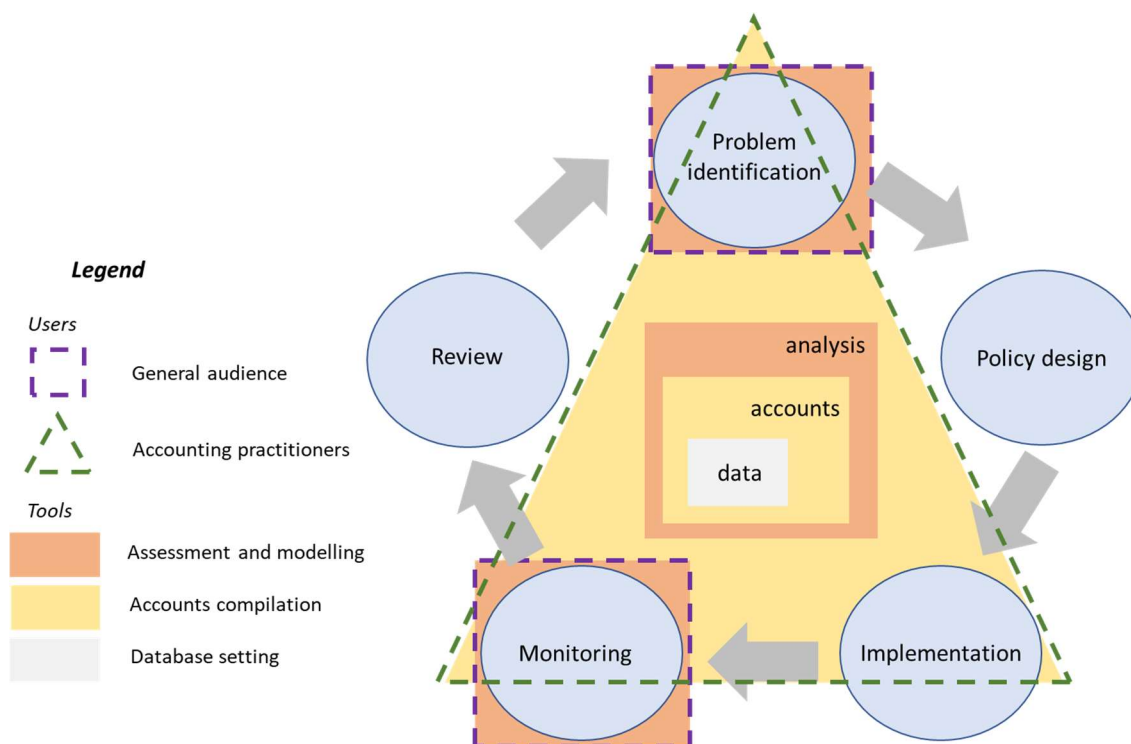 Problem
identification
Legend
Users
General audience
Accounting practitioners
Tools
Assessment and modelling
Accounts compilation
Database setting
Review
analysis
accounts
data
Policy design
Monitoring
Implementation